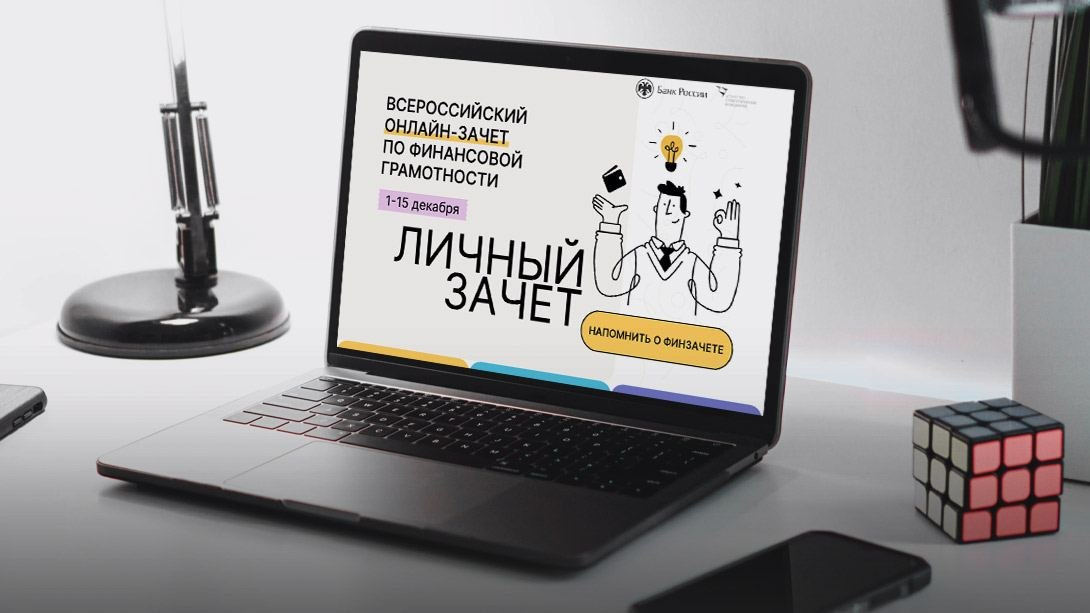 Банк России
ВСЕРОССИЙСКИЙ
ОНЛАЙН-ЗАЧЕТ
ПО ФИНАНСОВОЙ
ГРАМОТНОСТИ
1-15 декабря
ЛИЧНЫЙ
ЗАЧЕТ
НАПОМНИТЬ О ФИНЗАЧЕТЕ